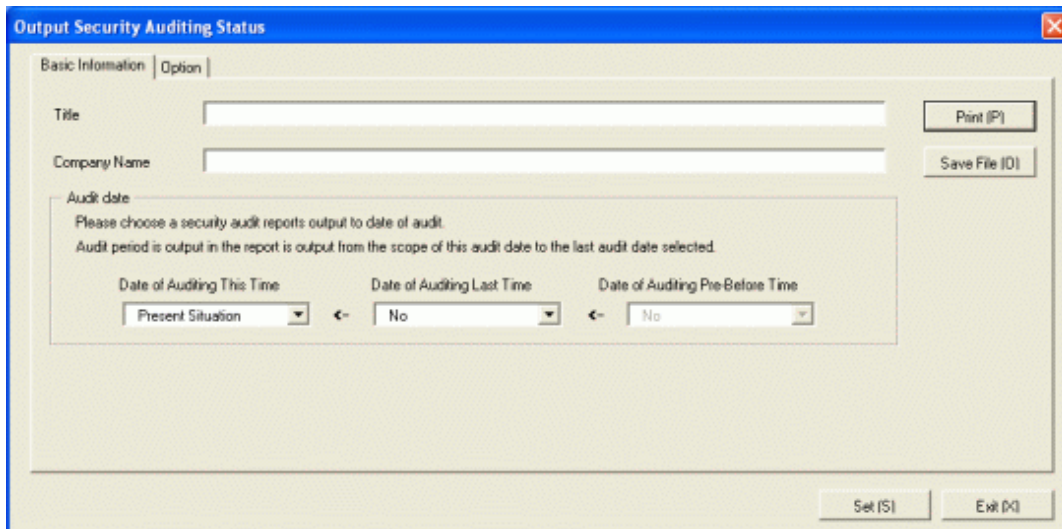 Output Security Auditing Status
Basic Information Option
Title
Print (P)
Company Name
Save File (O)
Audit date
Please choose a security audit reports output to date of audit.
Audit period is output in the report is output from the scope of this audit date to the last audit date selected.
Date of Auditing This Time Date of Auditing Last Time Date of Auditing Pre-Before Time
Present Situation <- No <- No
Set (S) Exit (X)